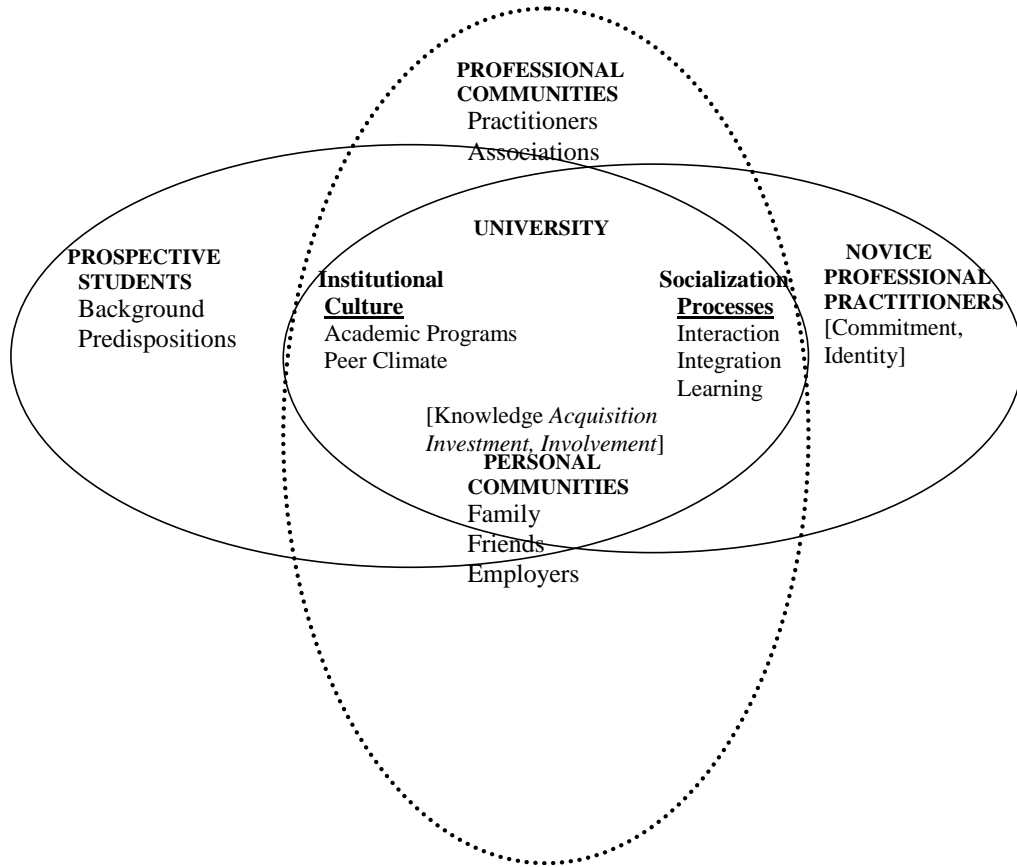 PROFESSIONAL
COMMUNITIES
Practitioners
Associations
UNIVERSITY
PROSPECTIVE
STUDENTS
Background
Predispositions
Institutional
Culture
Academic Programs
Peer Climate
Socialization
Processes
Interaction
Integration
Learning
NOVICE
PROFESSIONAL
PRACTITIONERS
[Commitment,
Identity]
[Knowledge Acquisition
Investment, Involvement]
PERSONAL
COMMUNITIES
Family
Friends
Employers